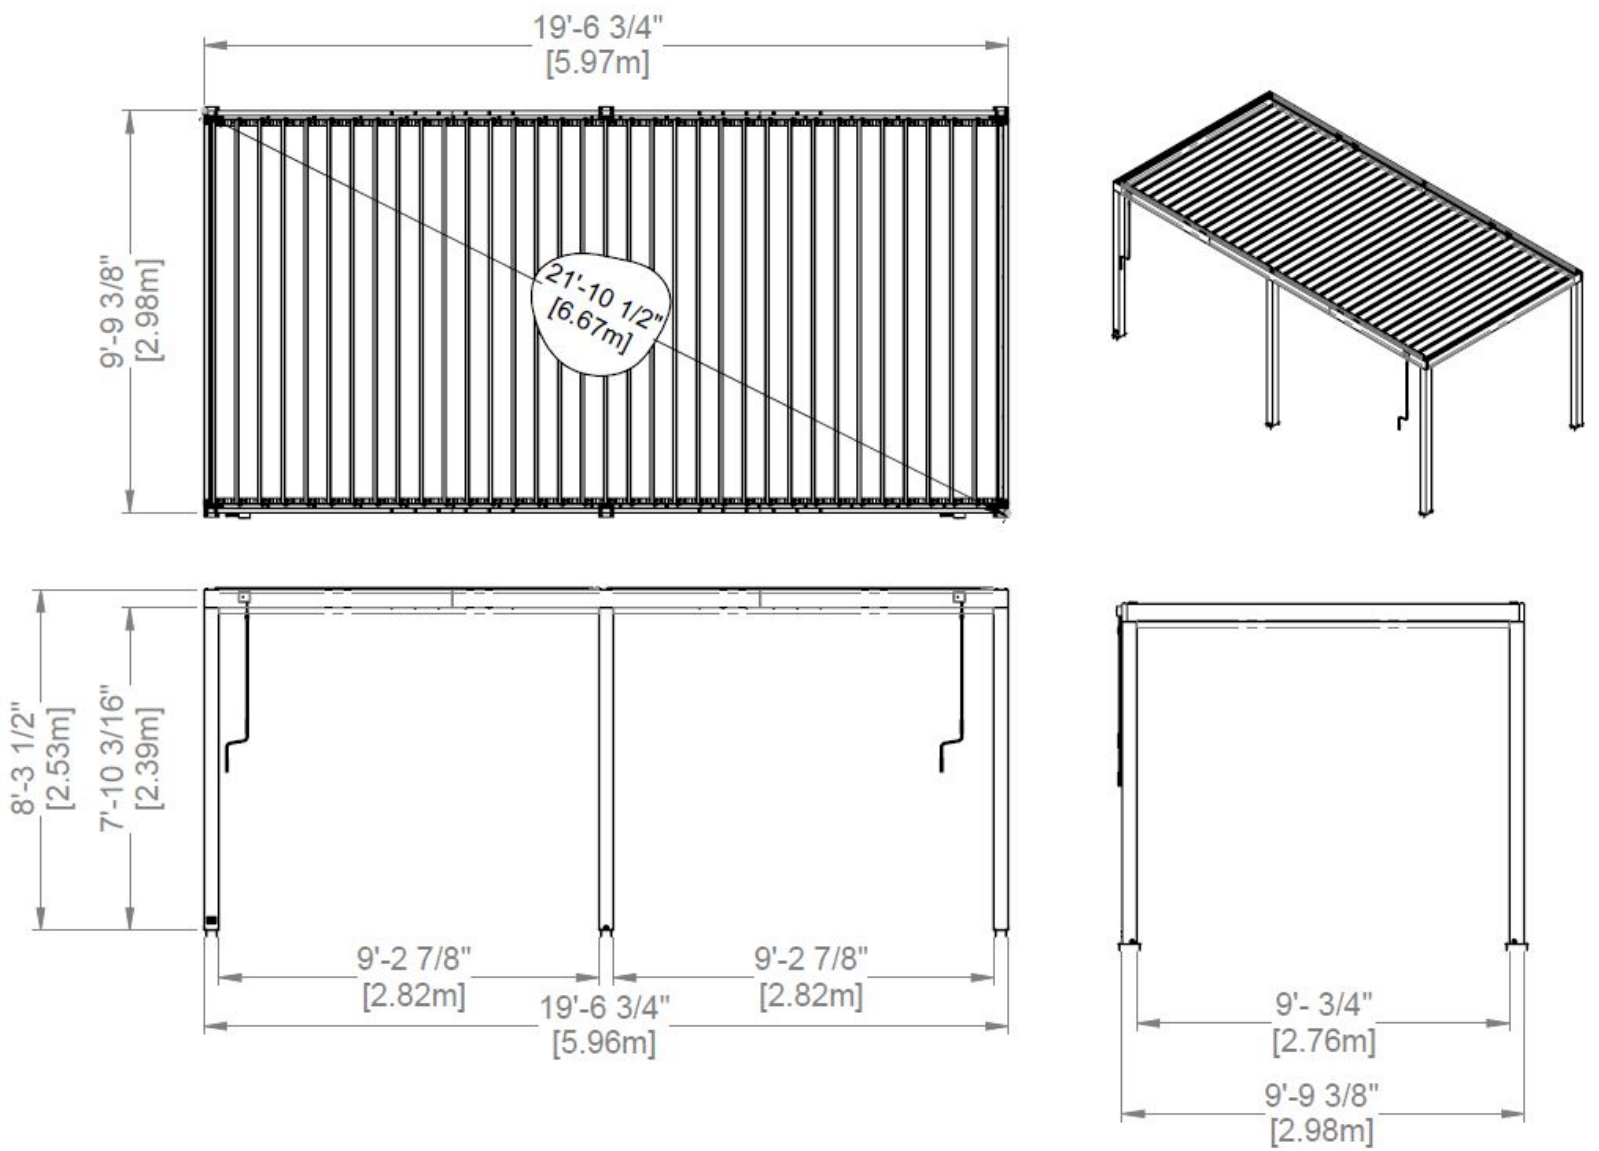 19'-6 3/4"
[5.97m]
9'-9 3/8"
[2.98m]
21'-10 1/2"
[6.67m]
8'-3 1/2"
[2.53m]
7'-10 3/16"
[2.39m]
9'-2 7/8"
[2.82m]
9'-2 7/8"
[2.82m]
19'-6 3/4"
[5.96m]
9'- 3/4"
[2.76m]
9'-9 3/8"
[2.98m]